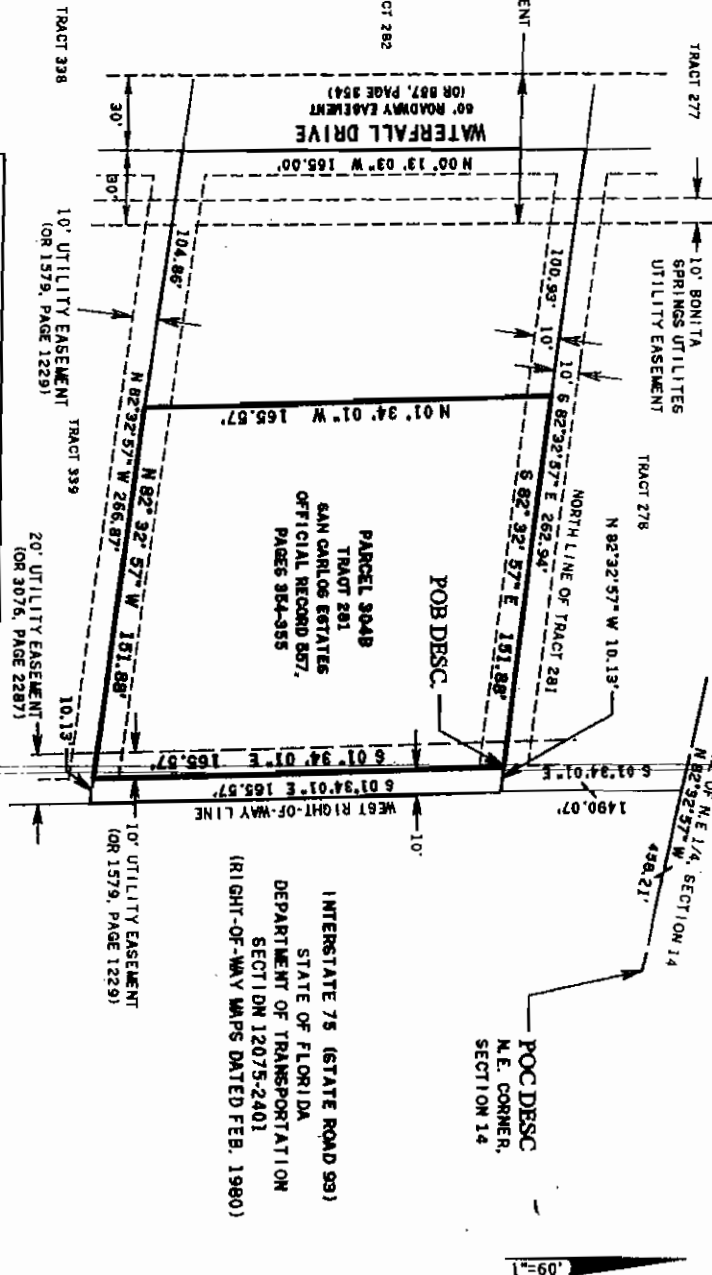 TRACT 277
10' BONITA
SPRINGS UTILITES
UTILITY EASEMENT
TRACT 278
N 82°32'57" W 10.13'
OF N.E 1/4, SECTION 14
N 82°32'57" W
458.21'
POC DESC
N.E. CORNER,
SECTION 14
1"=60'
ENT
CT 282
TRACT 338
WATERFALL DRIVE
60' ROADWAY EASEMENT
(OR 557, PAGE 354)
30'
30'
N 00° 13' 03" W 165.00'
100.93'
10'
10'
S 82°32'57" E 262.94'
NORTH LINE OF TRACT 281
S 82° 32' 57" E 151.88'
POB DESC.
S 01°34'01" E
1490.07'
N 01° 34' 01" W 165.57'
PARCEL 304B
TRACT 281
SAN CARLOS ESTATES
OFFICIAL RECORD 557,
PAGES 354-355
S 01° 34' 01" E 165.57'
S 01°34'01" E 165.57'
WEST RIGHT-OF-WAY LINE
10'
INTERSTATE 75 (STATE ROAD 93)
STATE OF FLORIDA
DEPARTMENT OF TRANSPORTATION
SECTION 12075-2401
(RIGHT-OF-WAY MAPS DATED FEB. 1980)
104.86'
N 82° 32' 57" W 151.88'
N 82°32'57" W 266.87'
10.13'
10' UTILITY EASEMENT
(OR 1579, PAGE 1229)
TRACT 339
20' UTILITY EASEMENT
(OR 3076, PAGE 2287)
10' UTILITY EASEMENT
(OR 1579, PAGE 1229)